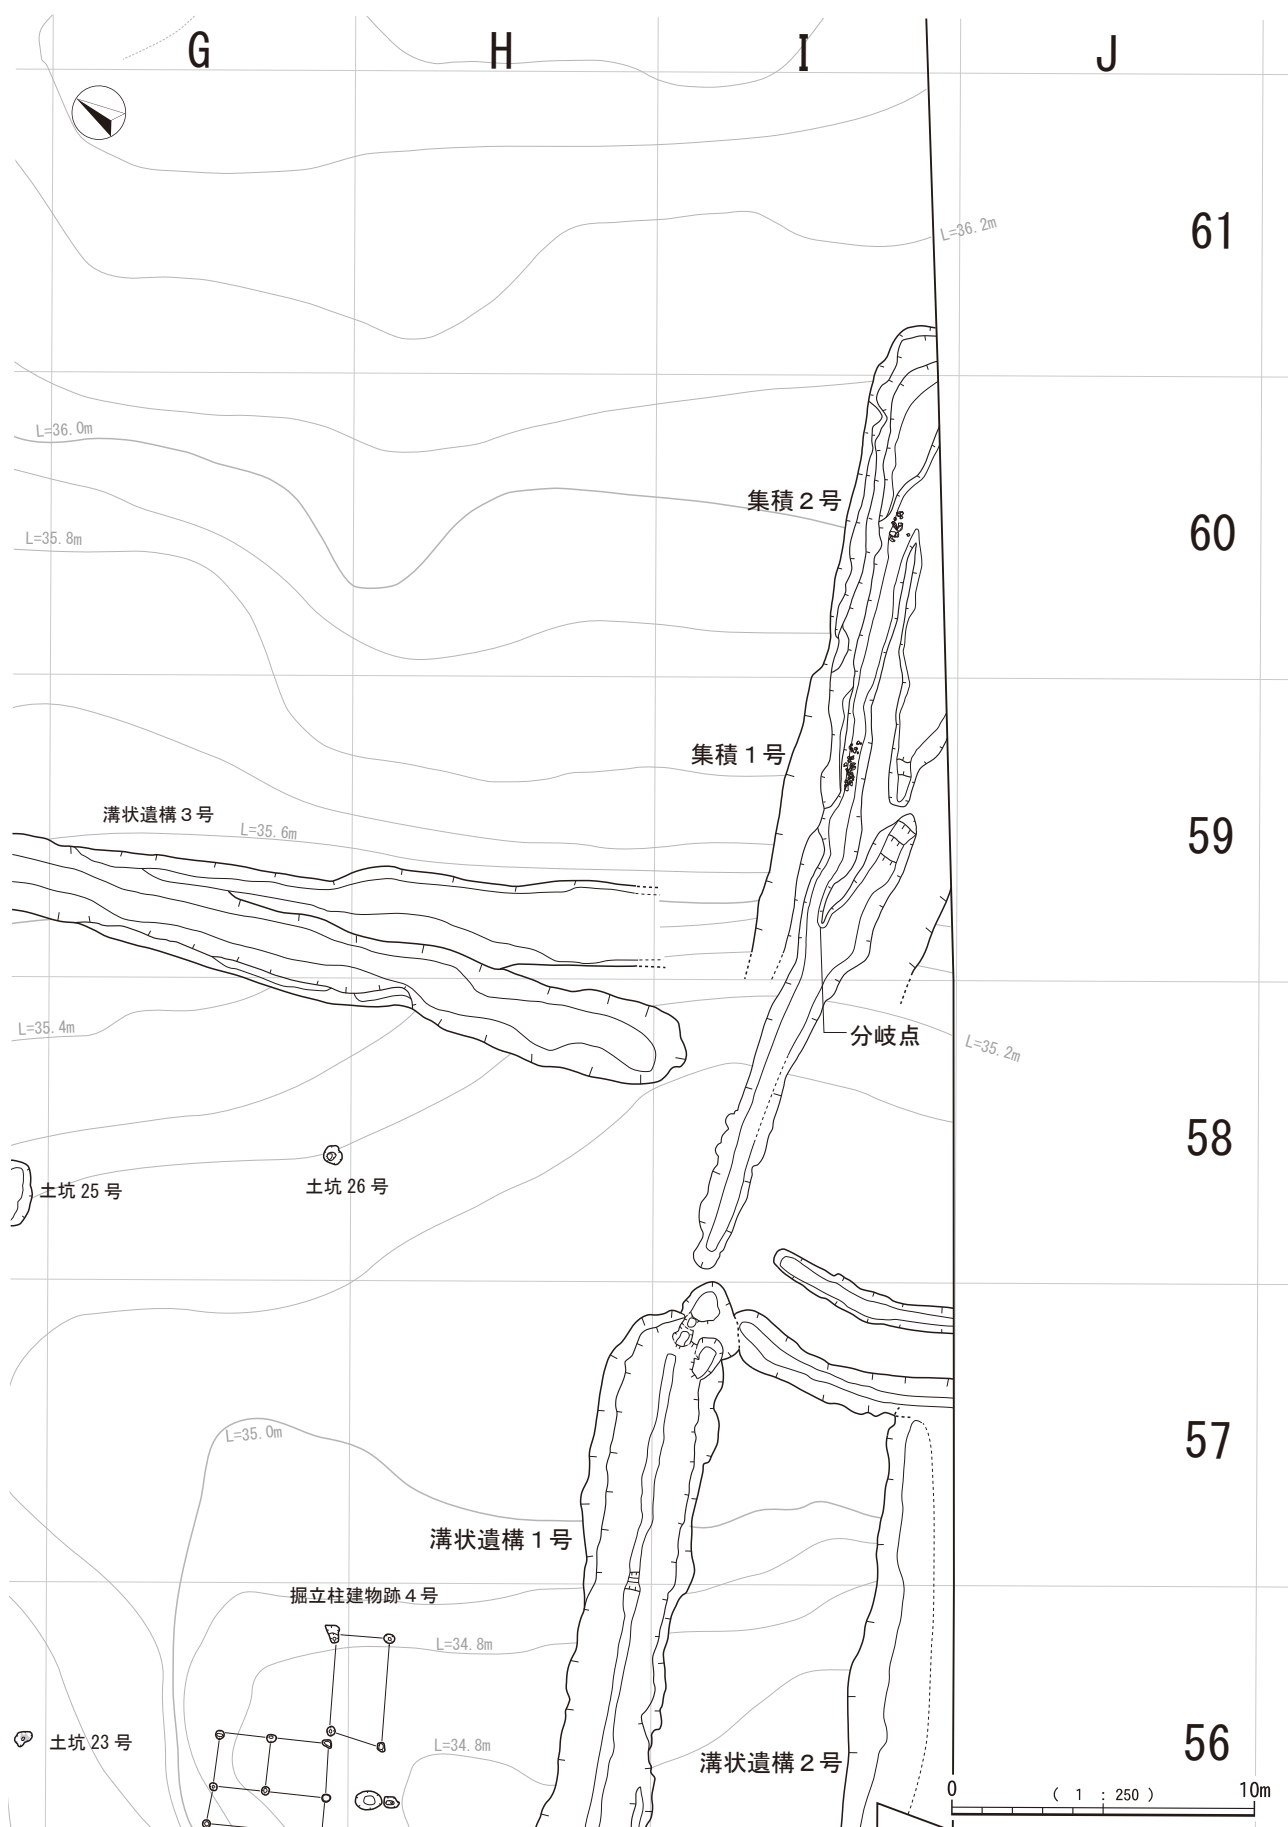 G H I J
L=36.2m
61
L=36.0m
集積２号
L=35.8m
60
集積１号
溝状遺構３号
L=35.6m
59
L=35.4m
分岐点
L=35.2m
58
土坑 25 号
土坑 26 号
L=35.0m
57
溝状遺構１号
掘立柱建物跡４号
L=34.8m
土坑 23 号
L=34.8m
溝状遺構２号
56
0 ( 1 : 250 ) 10m